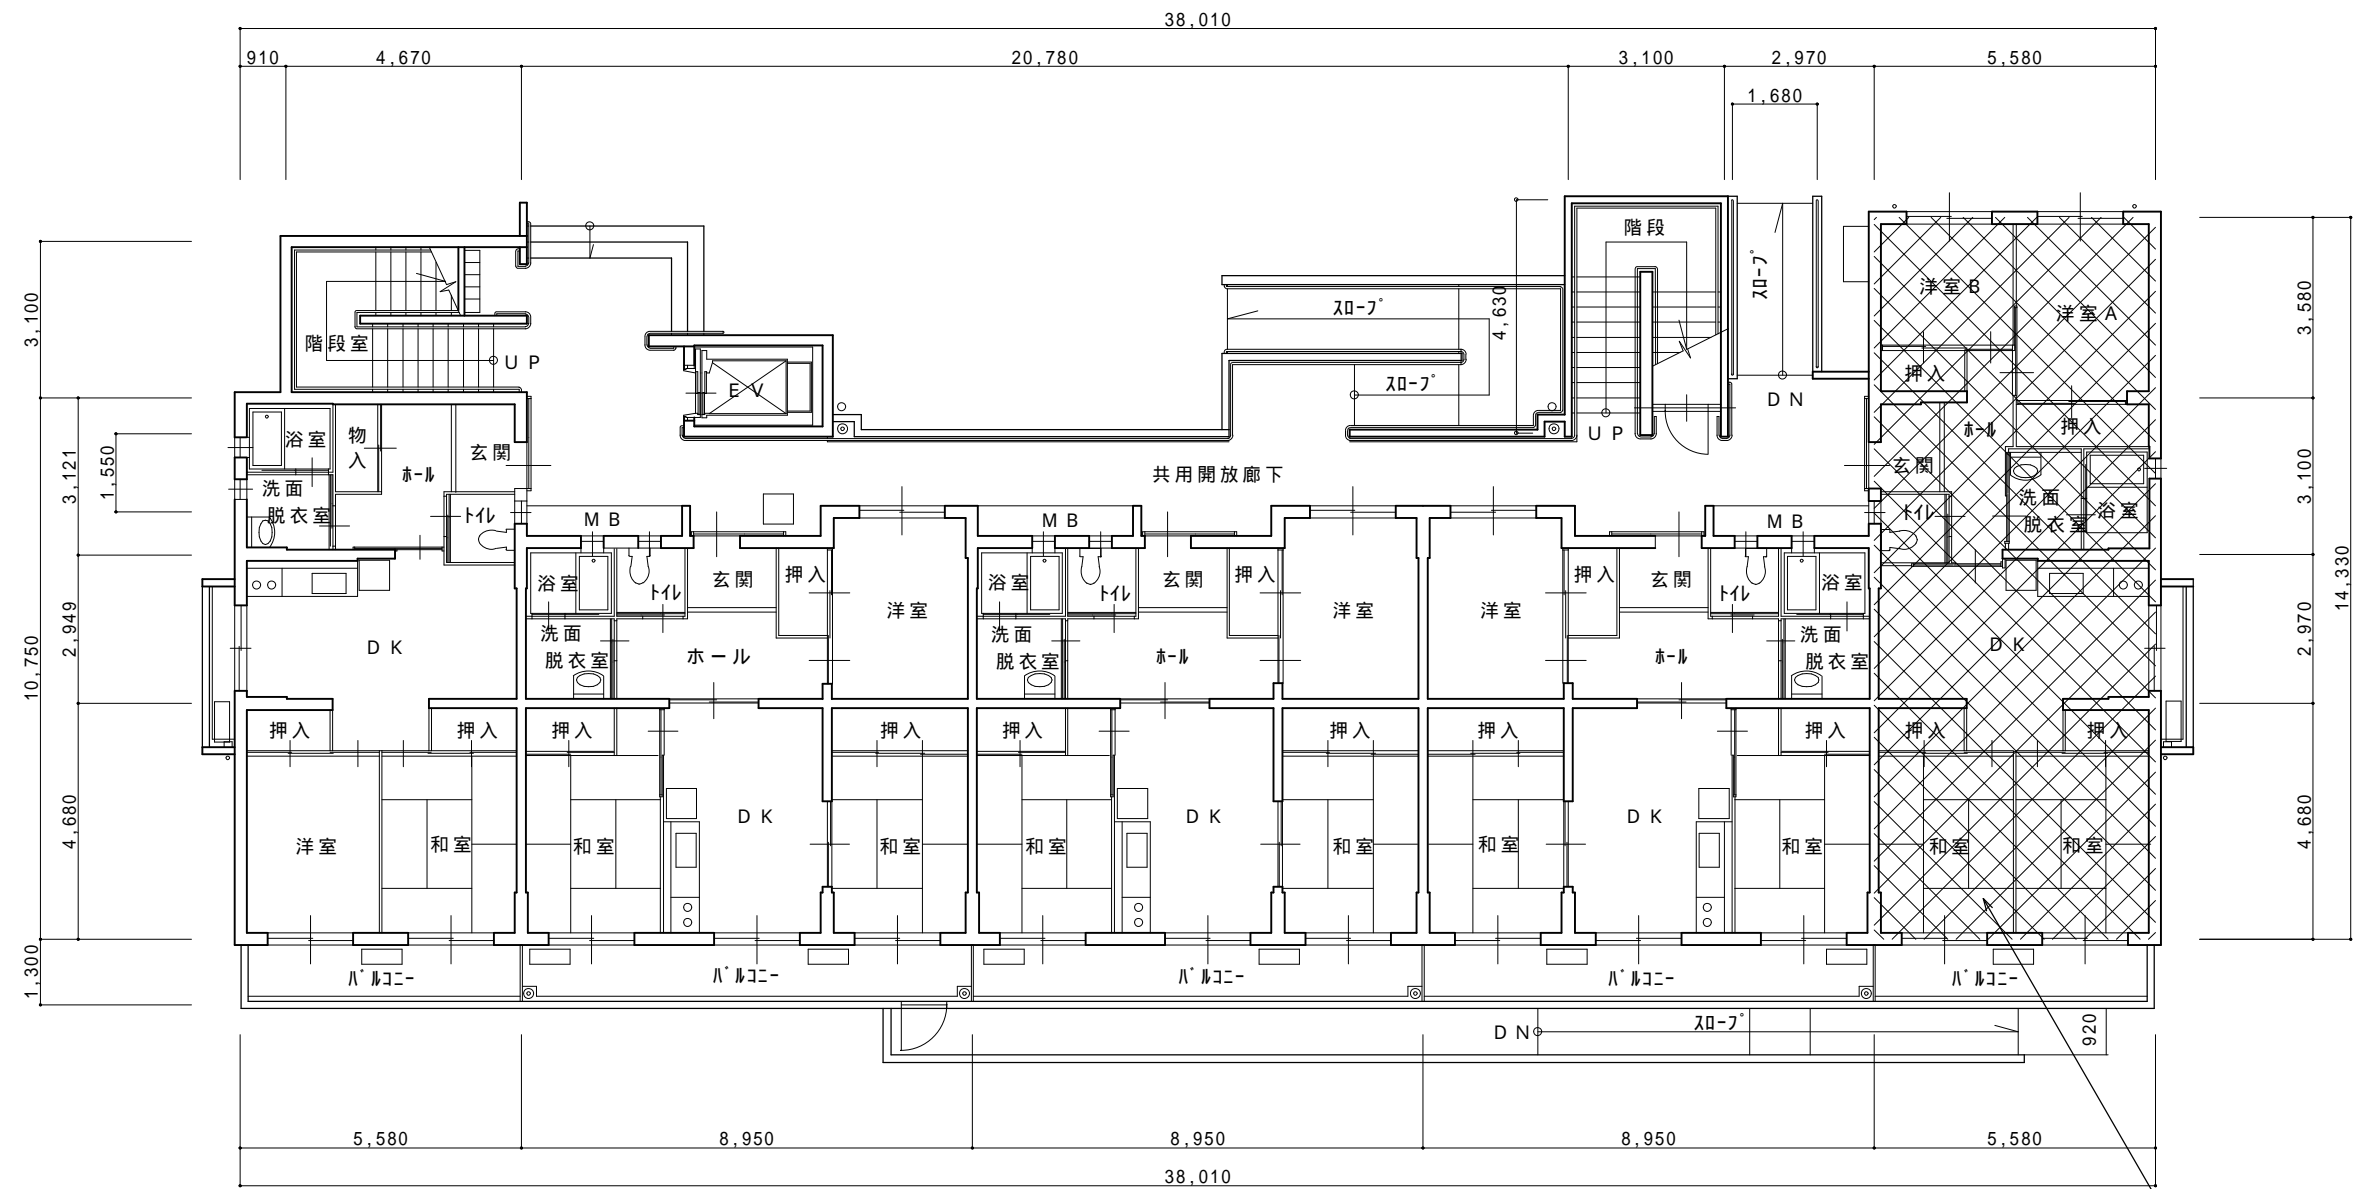 38,010
910
4,670
20,780
3,100
2,970
5,580
1,680
階段
スロープ
4,630
スロープ
洋室B
洋室A
3,100
3,580
階段室
UP
EV
スロープ
DN
押入
14,330
浴室
物入
玄関
ホール
UP
ホール
押入
3,121
1,550
共用開放廊下
玄関
3,100
洗面
脱衣室
トイレ
MB
MB
MB
トイレ
洗面
脱衣室
浴室
浴室
トイレ
玄関
押入
洋室
浴室
トイレ
玄関
押入
洋室
洋室
押入
玄関
トイレ
浴室
10,750
2,949
DK
洗面
脱衣室
ホール
洗面
脱衣室
ホール
ホール
洗面
脱衣室
DK
2,970
押入
押入
押入
押入
押入
押入
押入
押入
押入
押入
4,680
洋室
和室
和室
DK
和室
和室
DK
和室
和室
DK
和室
和室
和室
4,680
1,300
バルコニー
バルコニー
バルコニー
バルコニー
バルコニー
DN
スロープ
920
5,580
8,950
8,950
8,950
5,580
38,010